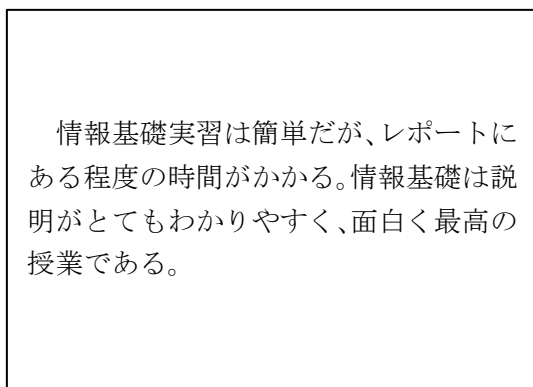 情報基礎実習は簡単だが、レポートに
ある程度の時間がかかる。情報基礎は説
明がとてもわかりやすく、面白く最高の
授業である。